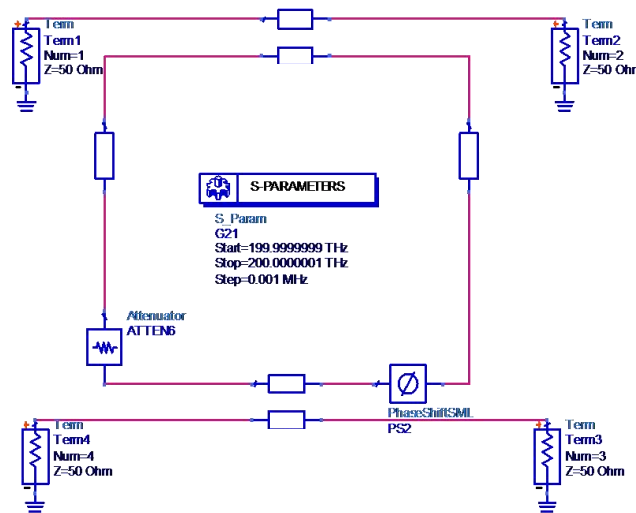 Term
Term1
Num=1
Z=50 Ohm
Term
Term2
Num=2
Z=50 Ohm
S-PARAMETERS
S_Param
G21
Start=199.9999999 THz
Stop=200.0000001 THz
Step=0.001 MHz
Attenuator
ATTEN6
PhaseShiftSML
PS2
Term
Term4
Num=4
Z=50 Ohm
Term
Term3
Num=3
Z=50 Ohm